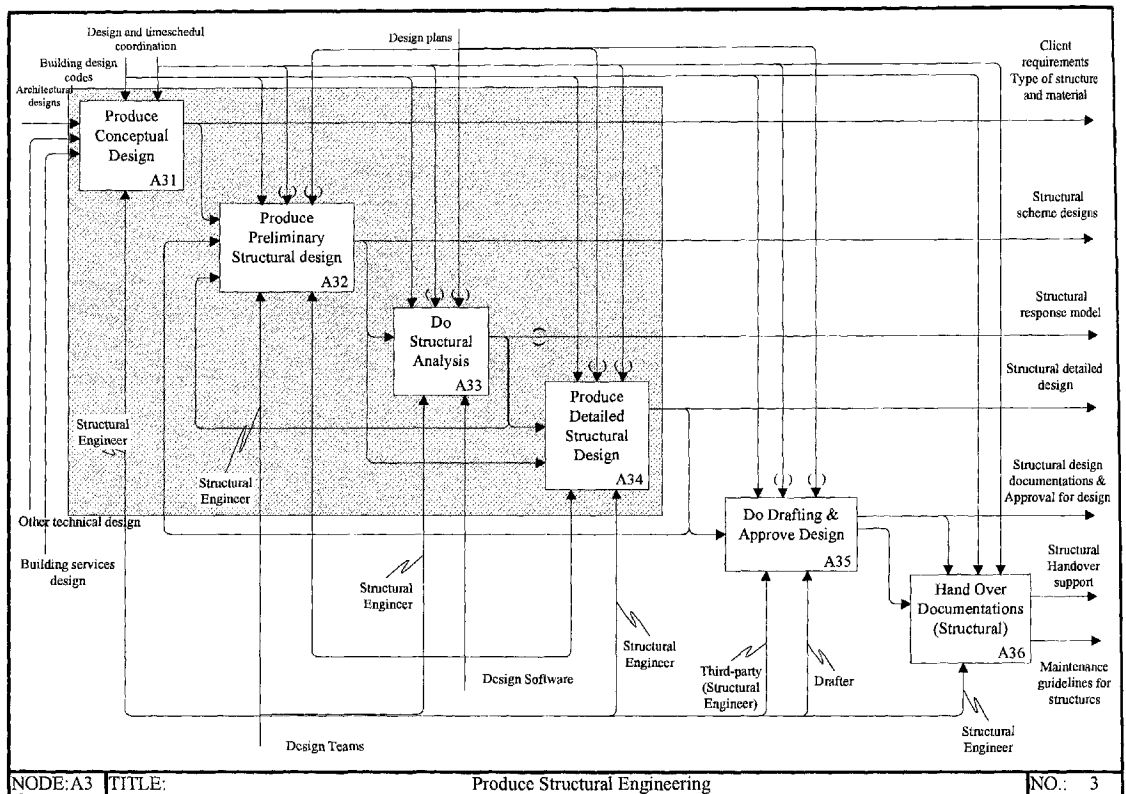 Design and timeschedul
coordination
Building design
codes
Architectural
designs
Design plans
Client
requirements
Type of structure
and material
Produce
Conceptual
Design
A31
Structural
scheme designs
Produce
Preliminary
Structural design
A32
Structural
response model
Do
Structural
Analysis
A33
Structural detailed
design
Produce
Detailed
Structural
Design
A34
Structural
Engineer
Structural
Engineer
Structural design
documentations &
Approval for design
Other technical design
Do Drafting &
Approve Design
A35
Building services
design
Structural
Engineer
Structural
Handover
support
Hand Over
Documentations
(Structural)
A36
Structural
Engineer
Design Software
Third-party
(Structural
Engineer)
Drafter
Maintenance
guidelines for
structures
Structural
Engineer
Design Teams
NODE:A3 TITLE: Produce Structural Engineering NO.: 3